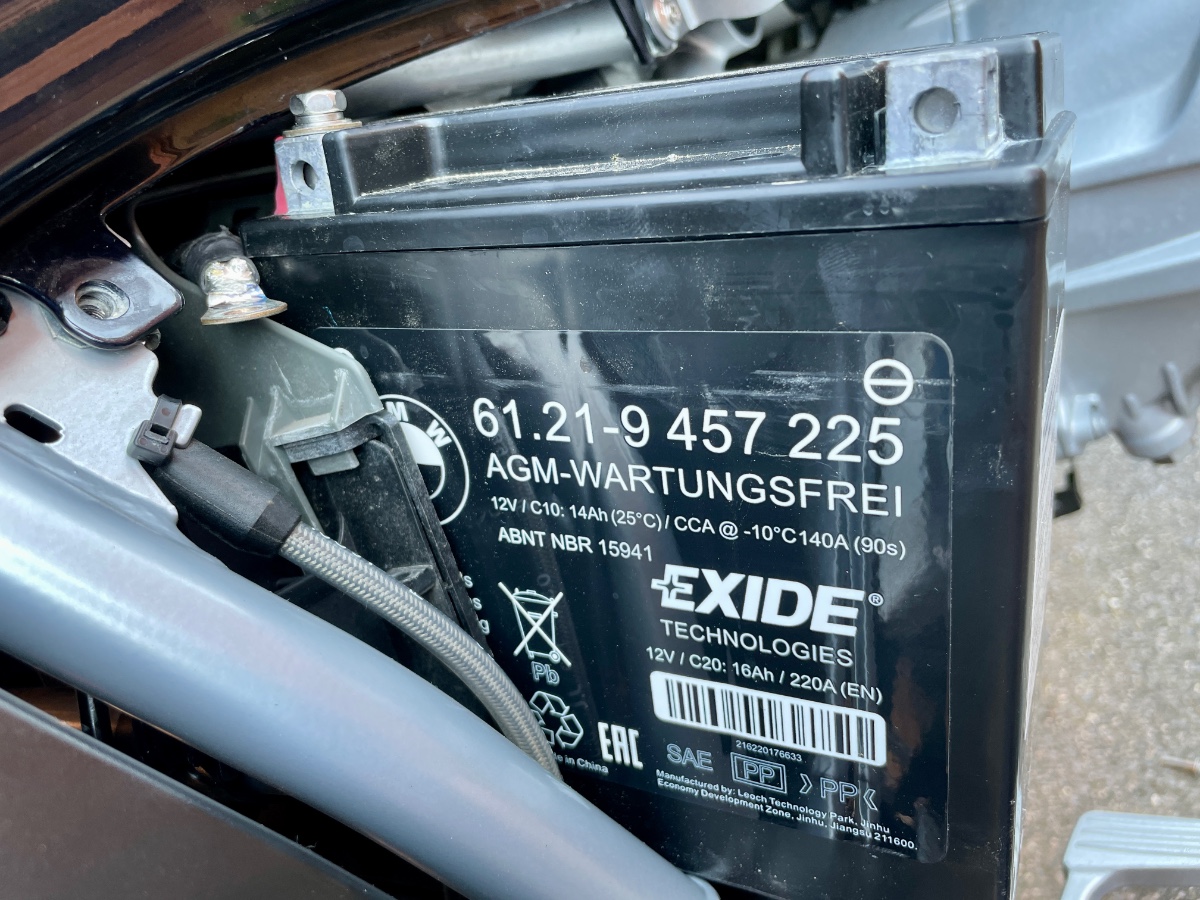 M W
61.21-9 457 225
AGM-WARTUNGSFREI
12V / C10: 14Ah (25°C) / CCA @ -10°C 140A (90s)
ABNT NBR 15941
EXIDE®
TECHNOLOGIES
12V / C20: 16Ah / 220A (EN)
Pb
216220176633
EAC
SAE PP >PP<
in China
Manufactured by: Leoch Technology Park, Jinhu
Economy Development Zone, Jinhu, Jiangsu 211600.